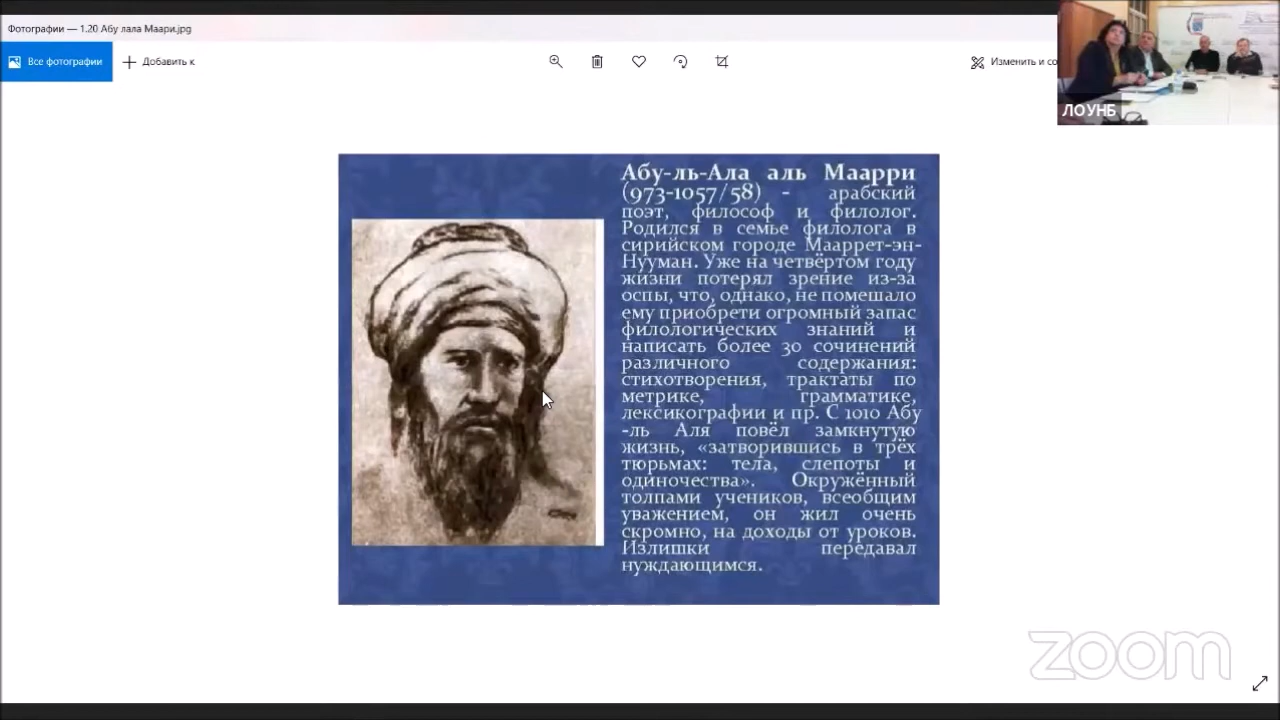 Фотографии — 1.20 Абу лала Маари.jpg
Все фотографии
Добавить к
Изменить и со
ЛОУНБ
Абу-ль-Ала аль Маарри
(973-1057/58) - арабский
поэт, философ и филолог.
Родился в семье филолога в
сирийском городе Мааррет-эн-
Нууман. Уже на четвёртом году
жизни потерял зрение из-за
оспы, что, однако, не помешало
ему приобрети огромный запас
филологических знаний и
написать более 30 сочинений
различного содержания:
стихотворения, трактаты по
метрике, грамматике,
лексикографии и пр. С 1010 Абу
-ль Аля повёл замкнутую
жизнь, «затворившись в трёх
тюрьмах: тела, слепоты и
одиночества». Окружённый
толпами учеников, всеобщим
уважением, он жил очень
скромно, на доходы от уроков.
Излишки передавал
нуждающимся.
zoom